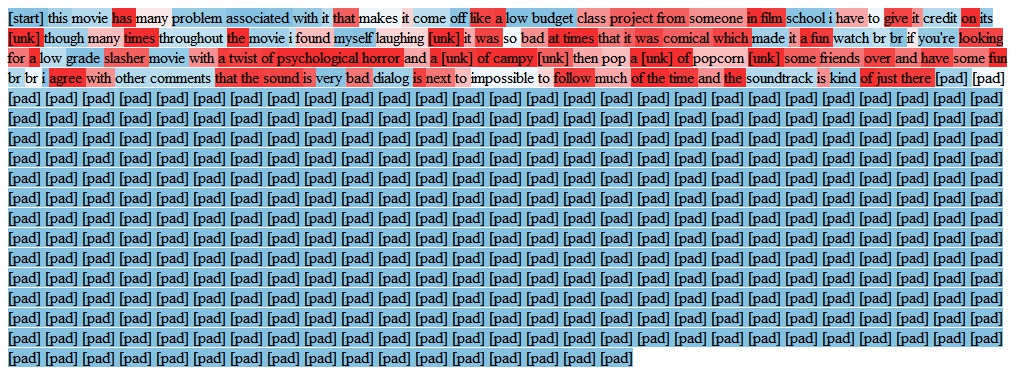 [start] this movie has many problem associated with it that makes it come off like a low budget class project from someone in film school i have to give it credit on its
[unk] though many times throughout the movie i found myself laughing [unk] it was so bad at times that it was comical which made it a fun watch br br if you're looking
for a low grade slasher movie with a twist of psychological horror and a [unk] of campy [unk] then pop a [unk] of popcorn [unk] some friends over and have some fun
br br i agree with other comments that the sound is very bad dialog is next to impossible to follow much of the time and the soundtrack is kind of just there [pad] [pad]
[pad] [pad] [pad] [pad] [pad] [pad] [pad] [pad] [pad] [pad] [pad] [pad] [pad] [pad] [pad] [pad] [pad] [pad] [pad] [pad] [pad] [pad] [pad] [pad] [pad] [pad] [pad]
[pad] [pad] [pad] [pad] [pad] [pad] [pad] [pad] [pad] [pad] [pad] [pad] [pad] [pad] [pad] [pad] [pad] [pad] [pad] [pad] [pad] [pad] [pad] [pad] [pad] [pad] [pad]
[pad] [pad] [pad] [pad] [pad] [pad] [pad] [pad] [pad] [pad] [pad] [pad] [pad] [pad] [pad] [pad] [pad] [pad] [pad] [pad] [pad] [pad] [pad] [pad] [pad] [pad] [pad]
[pad] [pad] [pad] [pad] [pad] [pad] [pad] [pad] [pad] [pad] [pad] [pad] [pad] [pad] [pad] [pad] [pad] [pad] [pad] [pad] [pad] [pad] [pad] [pad] [pad] [pad] [pad]
[pad] [pad] [pad] [pad] [pad] [pad] [pad] [pad] [pad] [pad] [pad] [pad] [pad] [pad] [pad] [pad] [pad] [pad] [pad] [pad] [pad] [pad] [pad] [pad] [pad] [pad] [pad]
[pad] [pad] [pad] [pad] [pad] [pad] [pad] [pad] [pad] [pad] [pad] [pad] [pad] [pad] [pad] [pad] [pad] [pad] [pad] [pad] [pad] [pad] [pad] [pad] [pad] [pad] [pad]
[pad] [pad] [pad] [pad] [pad] [pad] [pad] [pad] [pad] [pad] [pad] [pad] [pad] [pad] [pad] [pad] [pad] [pad] [pad] [pad] [pad] [pad] [pad] [pad] [pad] [pad] [pad]
[pad] [pad] [pad] [pad] [pad] [pad] [pad] [pad] [pad] [pad] [pad] [pad] [pad] [pad] [pad] [pad] [pad] [pad] [pad] [pad] [pad] [pad] [pad] [pad] [pad] [pad] [pad]
[pad] [pad] [pad] [pad] [pad] [pad] [pad] [pad] [pad] [pad] [pad] [pad] [pad] [pad] [pad] [pad] [pad] [pad] [pad] [pad] [pad] [pad] [pad] [pad] [pad] [pad] [pad]
[pad] [pad] [pad] [pad] [pad] [pad] [pad] [pad] [pad] [pad] [pad] [pad] [pad] [pad] [pad] [pad] [pad] [pad] [pad] [pad] [pad] [pad] [pad] [pad] [pad] [pad] [pad]
[pad] [pad] [pad] [pad] [pad] [pad] [pad] [pad] [pad] [pad] [pad] [pad] [pad] [pad] [pad] [pad] [pad] [pad] [pad] [pad] [pad] [pad] [pad] [pad] [pad] [pad] [pad]
[pad] [pad] [pad] [pad] [pad] [pad] [pad] [pad] [pad] [pad] [pad] [pad] [pad] [pad] [pad] [pad] [pad] [pad] [pad] [pad] [pad] [pad] [pad] [pad] [pad] [pad] [pad]
[pad] [pad] [pad] [pad] [pad] [pad] [pad] [pad] [pad] [pad] [pad] [pad] [pad] [pad] [pad] [pad] [pad] [pad] [pad] [pad] [pad] [pad] [pad] [pad] [pad] [pad] [pad]
[pad] [pad] [pad] [pad] [pad] [pad] [pad] [pad] [pad] [pad] [pad] [pad] [pad] [pad] [pad] [pad] [pad]